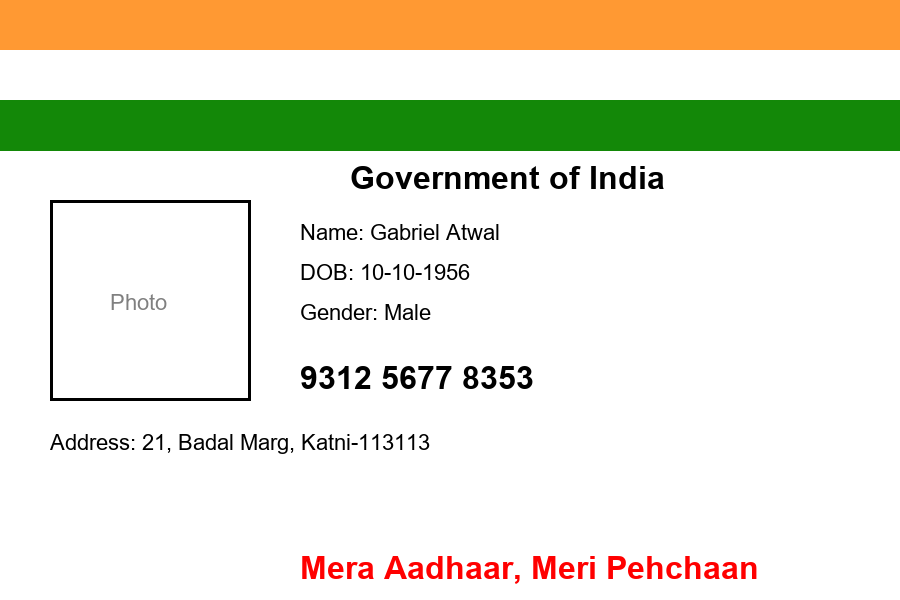 Government of India
Name: Gabriel Atwal
DOB: 10-10-1956
Photo
Gender: Male
9312 5677 8353
Address: 21, Badal Marg, Katni-113113
Mera Aadhaar, Meri Pehchaan